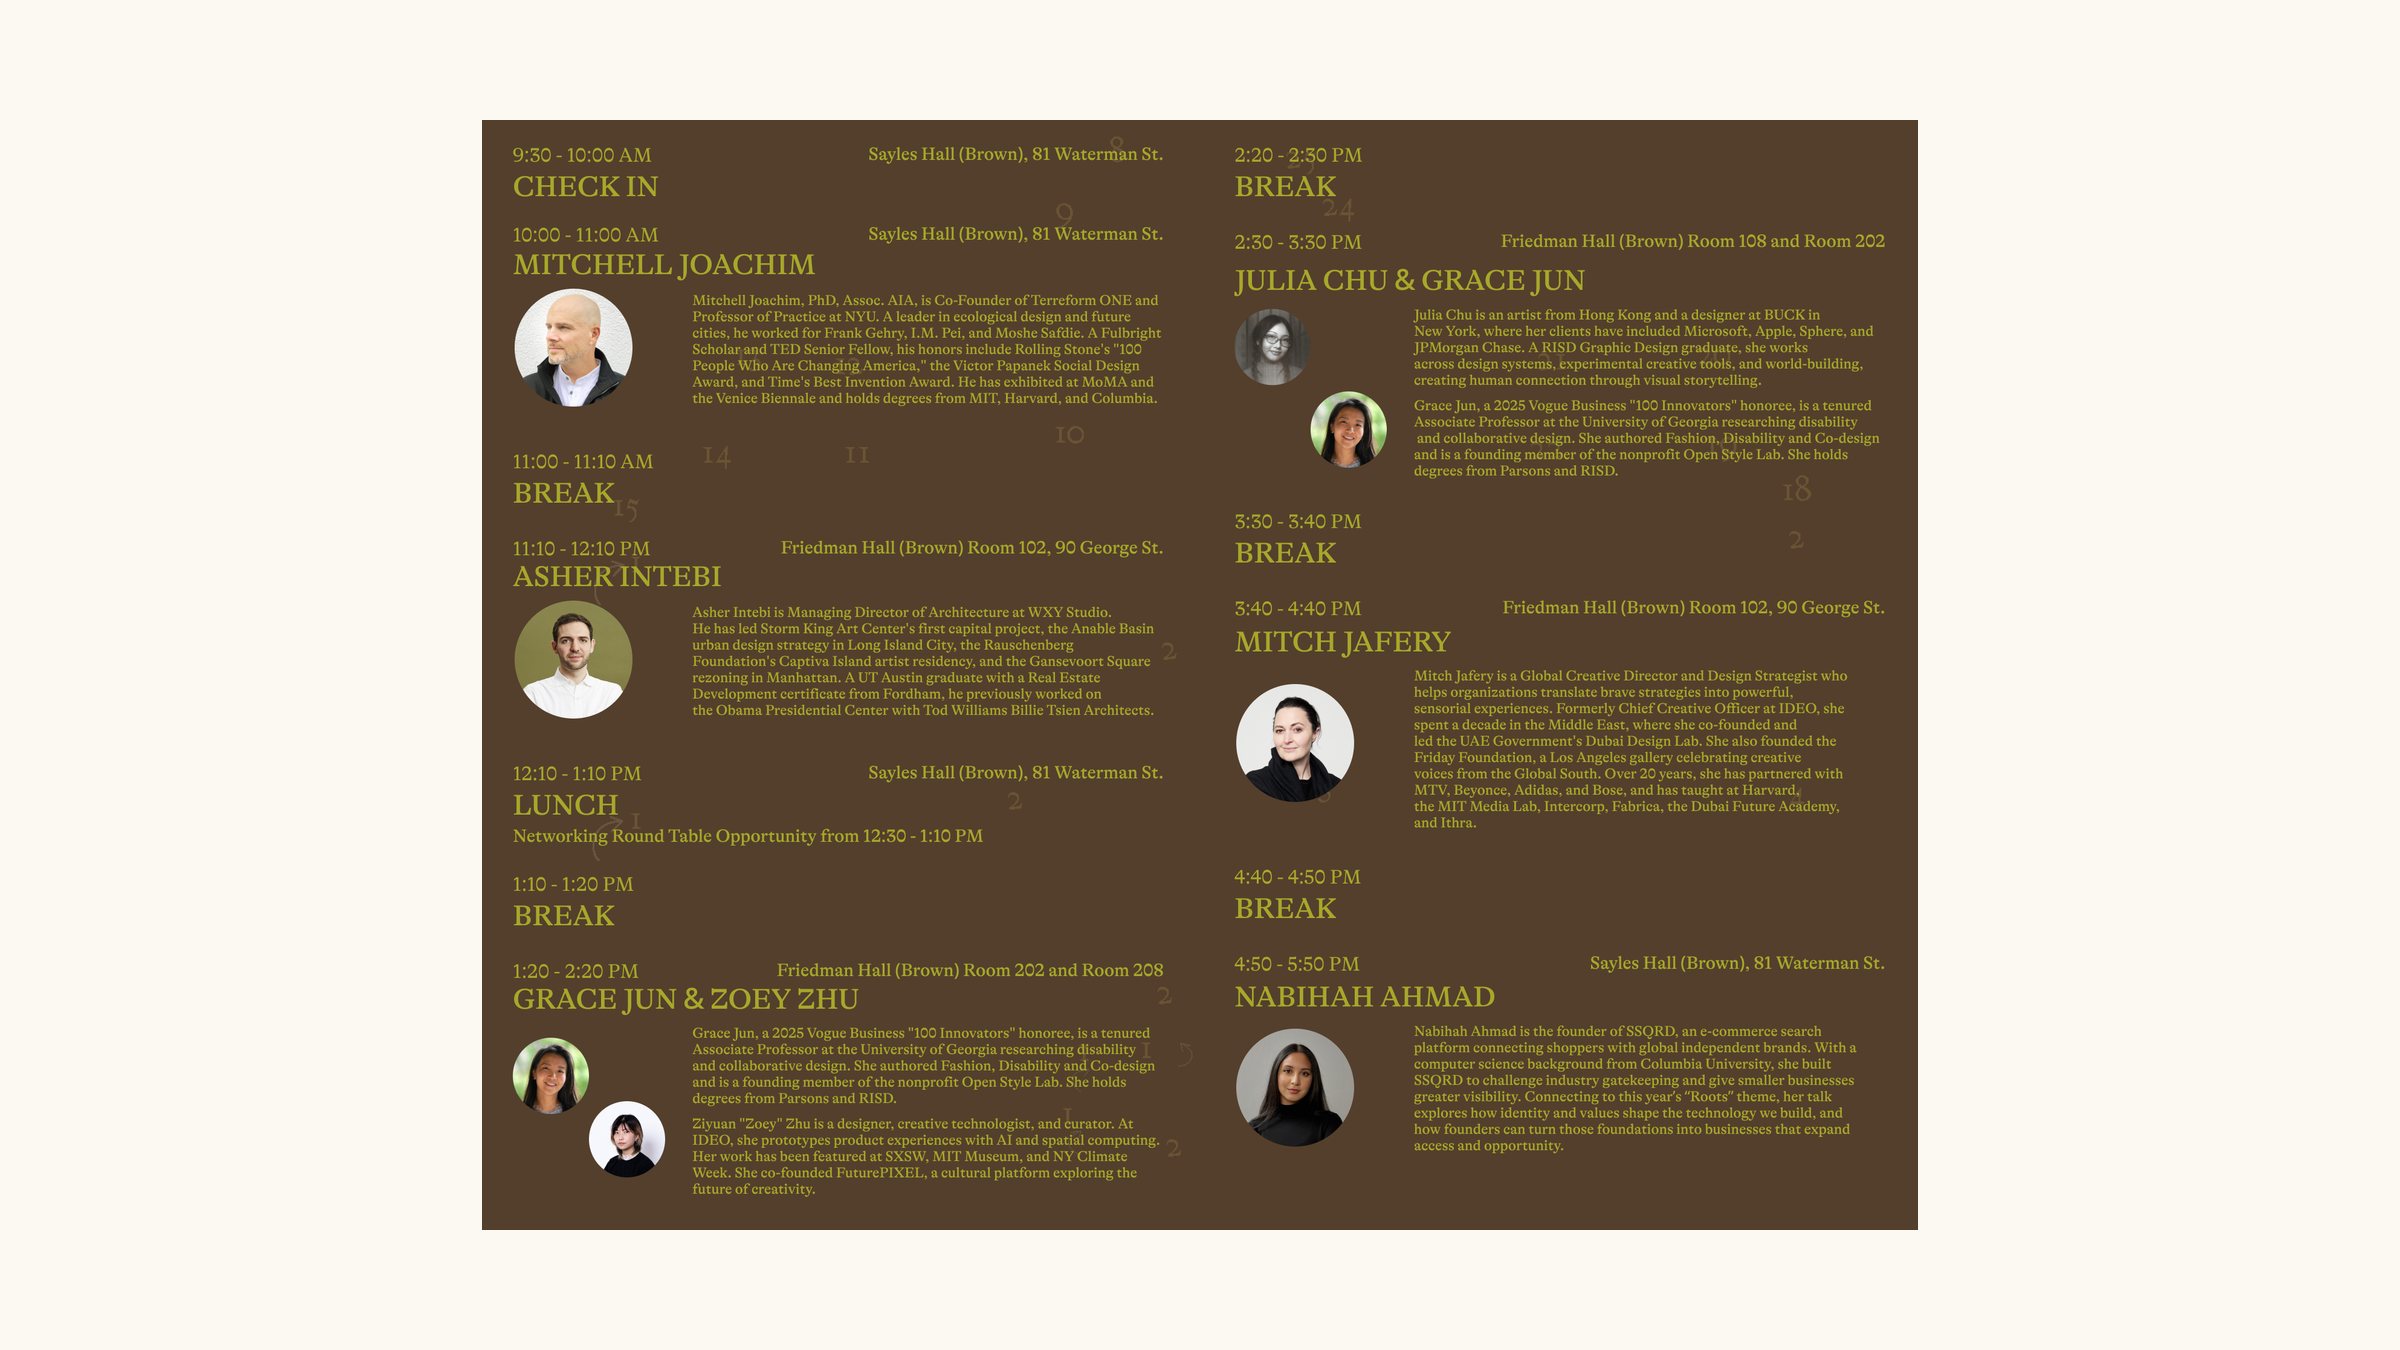 9:30 - 10:00 AM
Sayles Hall (Brown), 81 Waterman St.
CHECK IN
10:00 - 11:00 AM
Sayles Hall (Brown), 81 Waterman St.
MITCHELL JOACHIM
Mitchell Joachim, PhD, Assoc. AIA, is Co-Founder of Terreform ONE and
Professor of Practice at NYU. A leader in ecological design and future
cities, he worked for Frank Gehry, I.M. Pei, and Moshe Safdie. A Fulbright
Scholar and TED Senior Fellow, his honors include Rolling Stone's "100
People Who Are Changing America," the Victor Papanek Social Design
Award, and Time's Best Invention Award. He has exhibited at MoMA and
the Venice Biennale and holds degrees from MIT, Harvard, and Columbia.
11:00 - 11:10 AM
BREAK
11:10 - 12:10 PM
Friedman Hall (Brown) Room 102, 90 George St.
ASHER INTEBI
Asher Intebi is Managing Director of Architecture at WXY Studio.
He has led Storm King Art Center's first capital project, the Anable Basin
urban design strategy in Long Island City, the Rauschenberg
Foundation's Captiva Island artist residency, and the Gansevoort Square
rezoning in Manhattan. A UT Austin graduate with a Real Estate
Development certificate from Fordham, he previously worked on
the Obama Presidential Center with Tod Williams Billie Tsien Architects.
12:10 - 1:10 PM
Sayles Hall (Brown), 81 Waterman St.
LUNCH
Networking Round Table Opportunity from 12:30 - 1:10 PM
1:10 - 1:20 PM
BREAK
1:20 - 2:20 PM
Friedman Hall (Brown) Room 202 and Room 208
GRACE JUN & ZOEY ZHU
Grace Jun, a 2025 Vogue Business "100 Innovators" honoree, is a tenured
Associate Professor at the University of Georgia researching disability
and collaborative design. She authored Fashion, Disability and Co-design
and is a founding member of the nonprofit Open Style Lab. She holds
degrees from Parsons and RISD.
Ziyuan "Zoey" Zhu is a designer, creative technologist, and curator. At
IDEO, she prototypes product experiences with AI and spatial computing.
Her work has been featured at SXSW, MIT Museum, and NY Climate
Week. She co-founded FuturePIXEL, a cultural platform exploring the
future of creativity.
8
9
10
11
14
15
2
2
1
2
1
2
2:20 - 2:30 PM
BREAK
24
2:30 - 3:30 PM
Friedman Hall (Brown) Room 108 and Room 202
JULIA CHU & GRACE JUN
Julia Chu is an artist from Hong Kong and a designer at BUCK in
New York, where her clients have included Microsoft, Apple, Sphere, and
JPMorgan Chase. A RISD Graphic Design graduate, she works
across design systems, experimental creative tools, and world-building,
creating human connection through visual storytelling.
Grace Jun, a 2025 Vogue Business "100 Innovators" honoree, is a tenured
Associate Professor at the University of Georgia researching disability
and collaborative design. She authored Fashion, Disability and Co-design
and is a founding member of the nonprofit Open Style Lab. She holds
degrees from Parsons and RISD.
18
2
3:30 - 3:40 PM
BREAK
3:40 - 4:40 PM
Friedman Hall (Brown) Room 102, 90 George St.
MITCH JAFERY
Mitch Jafery is a Global Creative Director and Design Strategist who
helps organizations translate brave strategies into powerful,
sensorial experiences. Formerly Chief Creative Officer at IDEO, she
spent a decade in the Middle East, where she co-founded and
led the UAE Government's Dubai Design Lab. She also founded the
Friday Foundation, a Los Angeles gallery celebrating creative
voices from the Global South. Over 20 years, she has partnered with
MTV, Beyonce, Adidas, and Bose, and has taught at Harvard,
the MIT Media Lab, Intercorp, Fabrica, the Dubai Future Academy,
and Ithra.
4:40 - 4:50 PM
BREAK
4:50 - 5:50 PM
Sayles Hall (Brown), 81 Waterman St.
NABIHAH AHMAD
Nabihah Ahmad is the founder of SSQRD, an e-commerce search
platform connecting shoppers with global independent brands. With a
computer science background from Columbia University, she built
SSQRD to challenge industry gatekeeping and give smaller businesses
greater visibility. Connecting to this year's "Roots" theme, her talk
explores how identity and values shape the technology we build, and
how founders can turn those foundations into businesses that expand
access and opportunity.